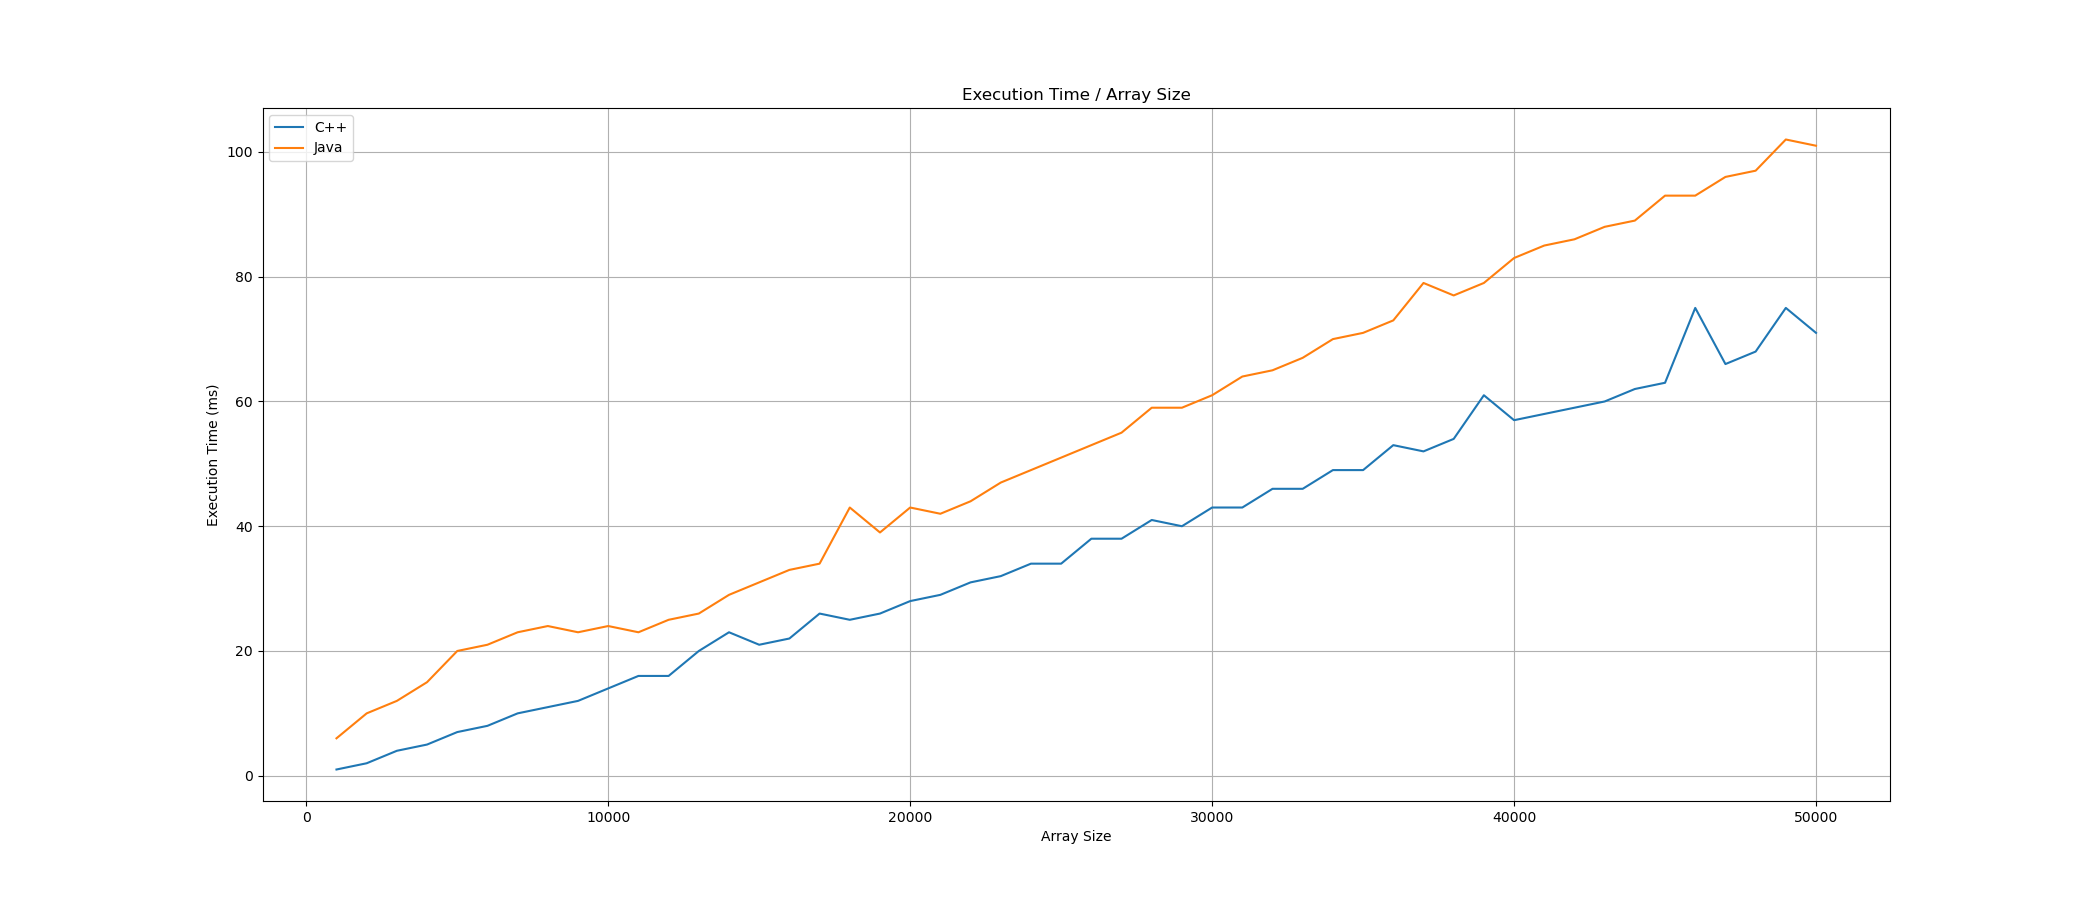 Execution Time / Array Size
C++
Java
100
80
60
40
20
0
Execution Time (ms)
0 10000 20000 30000 40000 50000
Array Size